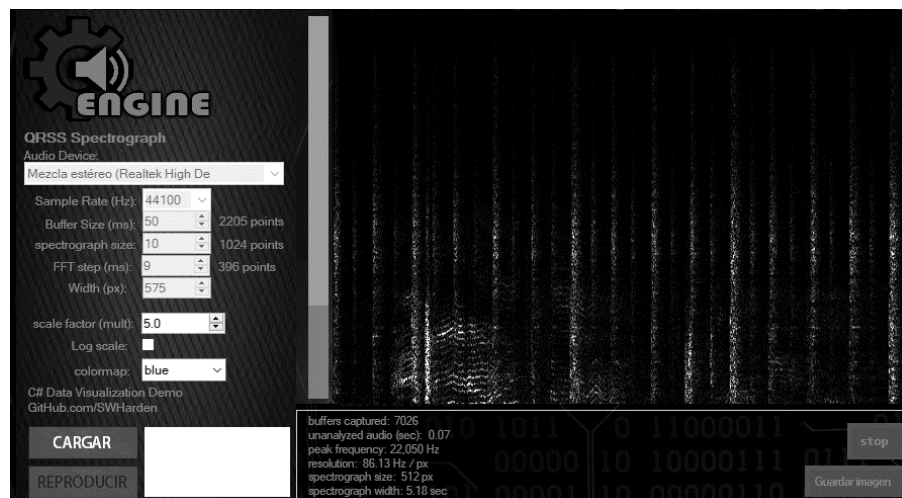 ENGINE
QRSS Spectrograph
Audio Device:
Mezcla estéreo (Realtek High De
Sample Rate (Hz): 44100
Buffer Size (ms): 50 2205 points
spectrograph size: 10 1024 points
FFT step (ms): 9 396 points
Width (px): 575
scale factor (mult): 5.0
Log scale:
colormap: blue
C# Data Visualization Demo
GitHub.com/SWHarden
CARGAR
REPRODUCIR
buffers captured: 7026
unanalyzed audio (sec): 0.07
peak frequency: 22,050 Hz
resolution: 86.13 Hz / px
spectrograph size: 512 px
spectrograph width: 5.18 sec
stop
Guardar imagen